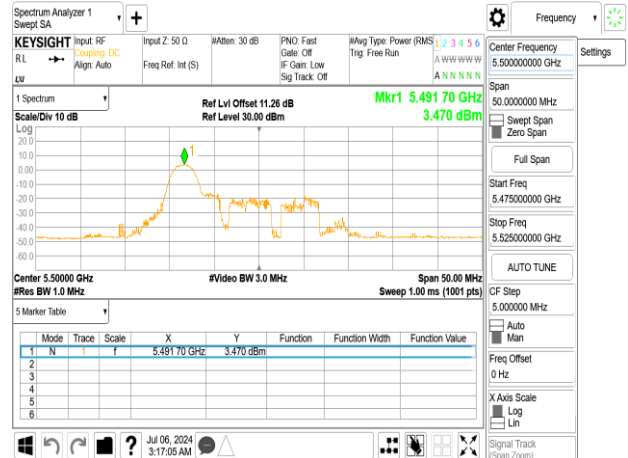 Spectrum Analyzer 1
Swept SA
Frequency
KEYSIGHT
RL
Input: RF
Coupling: DC
Align: Auto
Input Z: 50 Ω
Freq Ref: Int (S)
#Atten: 30 dB
PNO: Fast
Gate: Off
IF Gain: Low
Sig Track: Off
#Avg Type: Power (RMS
Trig: Free Run
1 2 3 4 5 6
A W W W W W
A N N N N N
Center Frequency
5.500000000 GHz
Settings
Span
50.0000000 MHz
Swept Span
Zero Span
Full Span
Start Freq
5.475000000 GHz
Stop Freq
5.525000000 GHz
AUTO TUNE
CF Step
5.000000 MHz
Auto
Man
Freq Offset
0 Hz
X Axis Scale
Log
Lin
Signal Track
(Span Zoom)
1 Spectrum
Scale/Div 10 dB
Ref Lvl Offset 11.26 dB
Ref Level 30.00 dBm
Mkr1 5.491 70 GHz
3.470 dBm
Log
20.0
10.0
0.00
-10.0
-20.0
-30.0
-40.0
-50.0
-60.0
1
Center 5.50000 GHz
#Res BW 1.0 MHz
#Video BW 3.0 MHz
Span 50.00 MHz
Sweep 1.00 ms (1001 pts)
5 Marker Table
Mode Trace Scale X Y Function Function Width Function Value
1 N 1 f 5.491 70 GHz 3.470 dBm
2
3
4
5
6
?
Jul 06, 2024
3:17:05 AM